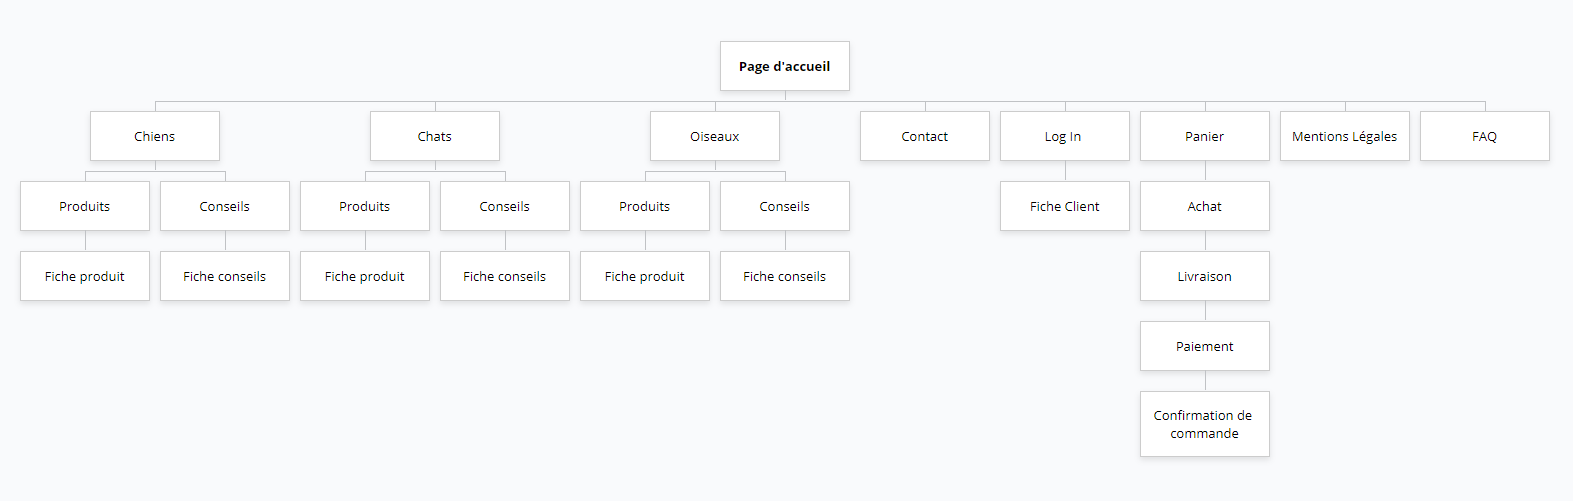 Page d'accueil
Chiens
Chats
Oiseaux
Contact
Log In
Panier
Mentions Légales
FAQ
Produits
Conseils
Produits
Conseils
Produits
Conseils
Fiche Client
Achat
Fiche produit
Fiche conseils
Fiche produit
Fiche conseils
Fiche produit
Fiche conseils
Livraison
Paiement
Confirmation de
commande